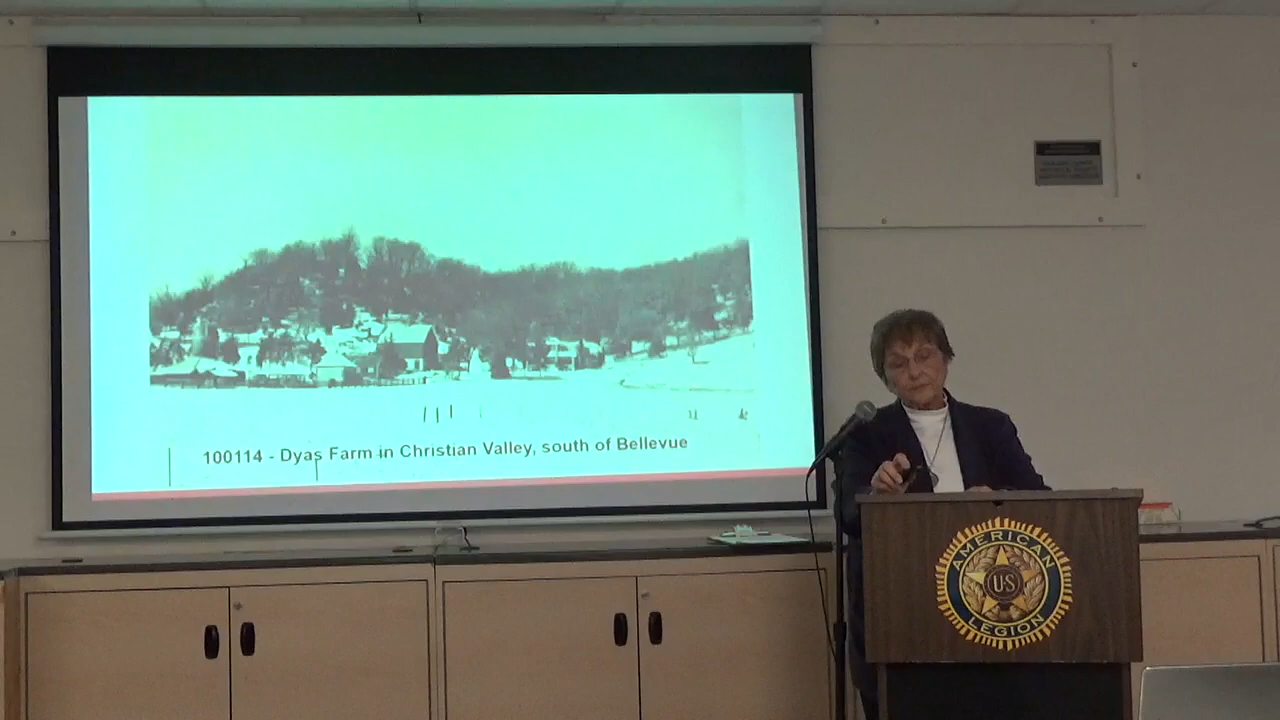 100114 - Dyas Farm in Christian Valley, south of Bellevue
AMERICAN
US
LEGION